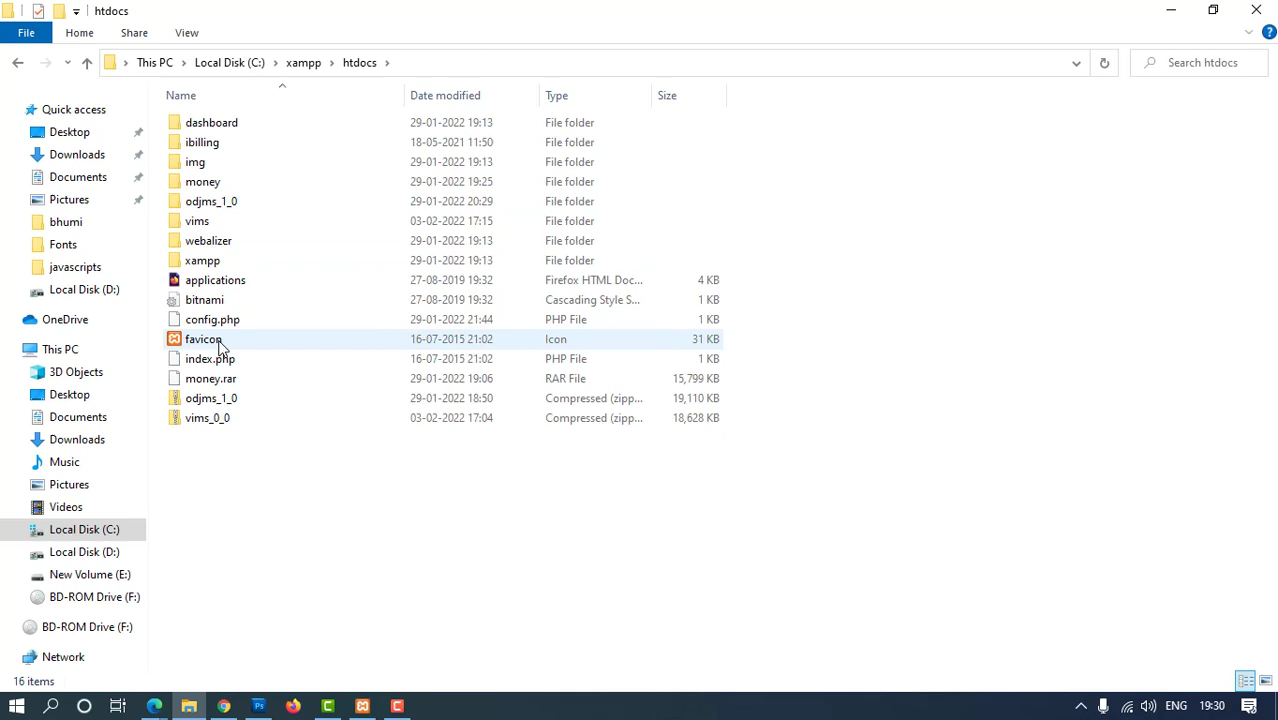 htdocs
File Home Share View
This PC Local Disk (C:) xampp htdocs Search htdocs
Name Date modified Type Size
Quick access
Desktop
Downloads
Documents
Pictures
bhumi
Fonts
javascripts
Local Disk (D:)
OneDrive
This PC
3D Objects
Desktop
Documents
Downloads
Music
Pictures
Videos
Local Disk (C:)
Local Disk (D:)
New Volume (E:)
BD-ROM Drive (F:)
BD-ROM Drive (F:)
Network
dashboard 29-01-2022 19:13 File folder
ibilling 18-05-2021 11:50 File folder
img 29-01-2022 19:13 File folder
money 29-01-2022 19:25 File folder
odjms_1_0 29-01-2022 20:29 File folder
vims 03-02-2022 17:15 File folder
webalizer 29-01-2022 19:13 File folder
xampp 29-01-2022 19:13 File folder
applications 27-08-2019 19:32 Firefox HTML Doc... 4 KB
bitnami 27-08-2019 19:32 Cascading Style S... 1 KB
config.php 29-01-2022 21:44 PHP File 1 KB
favicon 16-07-2015 21:02 Icon 31 KB
index.php 16-07-2015 21:02 PHP File 1 KB
money.rar 29-01-2022 19:06 RAR File 15,799 KB
odjms_1_0 29-01-2022 18:50 Compressed (zipp... 19,110 KB
vims_0_0 03-02-2022 17:04 Compressed (zipp... 18,628 KB
16 items
ENG 19:30